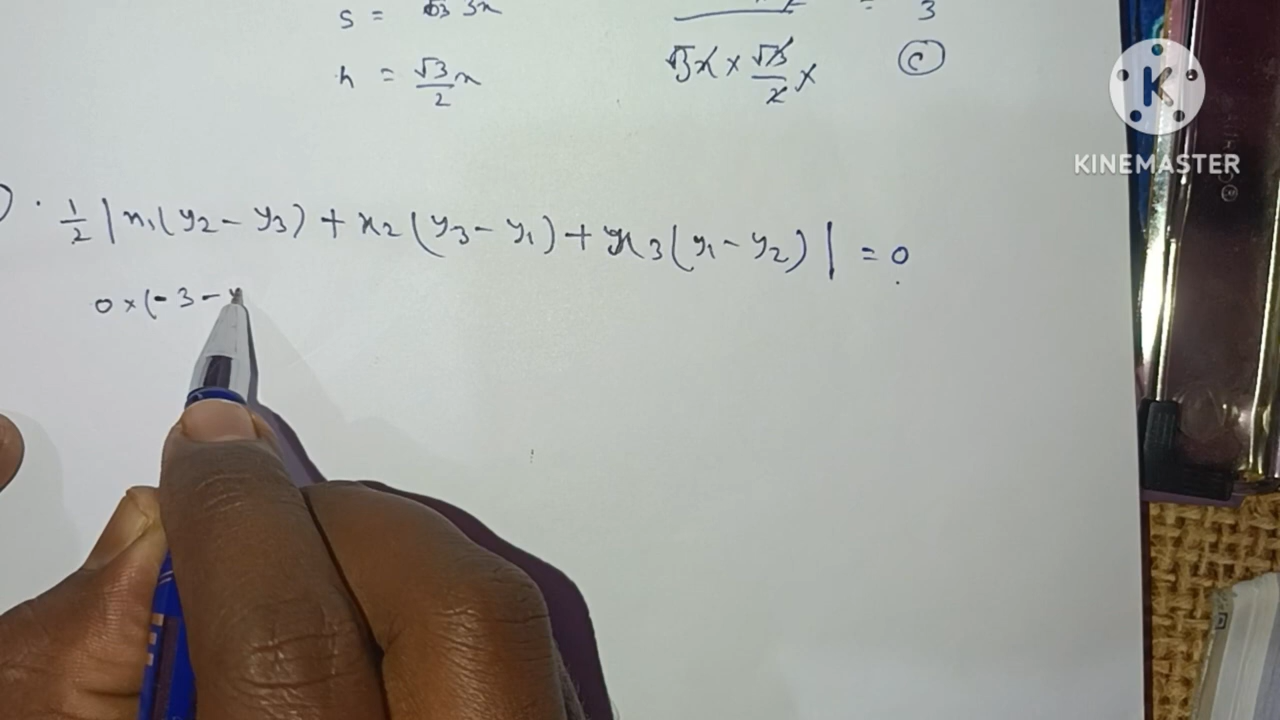 S = √3 3x = 3
h = √3/2 x √3x × √3/2 x (c)
K
KINEMASTER
1/2 | x₁(y₂ - y₃) + x₂(y₃ - y₁) + x₃(y₁ - y₂) | = 0
0 × (-3 - y